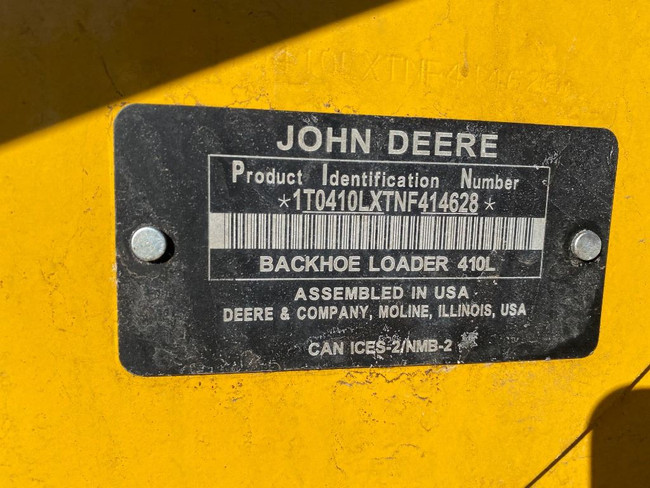 JOHN DEERE
Product Identification Number
*1T0410LXTNF414628*
BACKHOE LOADER 410L
ASSEMBLED IN USA
DEERE & COMPANY, MOLINE, ILLINOIS, USA
CAN ICES-2/NMB-2